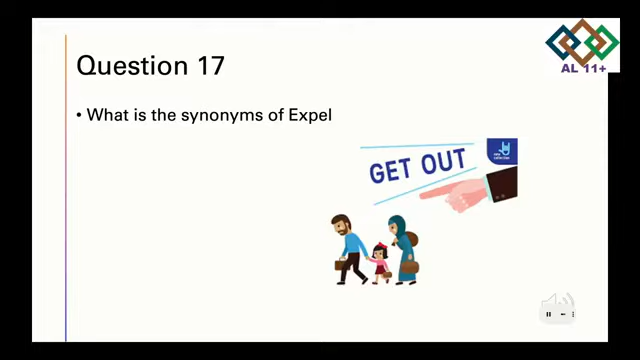 AL 11+
Question 17
• What is the synonyms of Expel
GET OUT